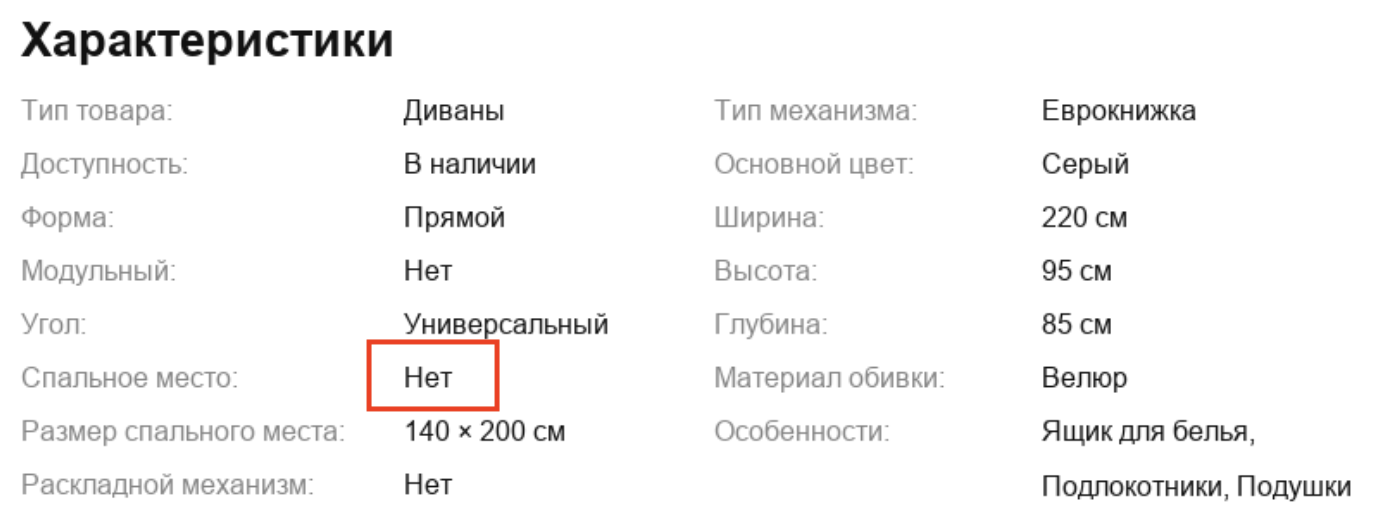 Характеристики
Тип товара: Диваны
Доступность: В наличии
Форма: Прямой
Модульный: Нет
Угол: Универсальный
Спальное место: Нет
Размер спального места: 140 × 200 см
Раскладной механизм: Нет
Тип механизма: Еврокнижка
Основной цвет: Серый
Ширина: 220 см
Высота: 95 см
Глубина: 85 см
Материал обивки: Велюр
Особенности: Ящик для белья,
Подлокотники, Подушки